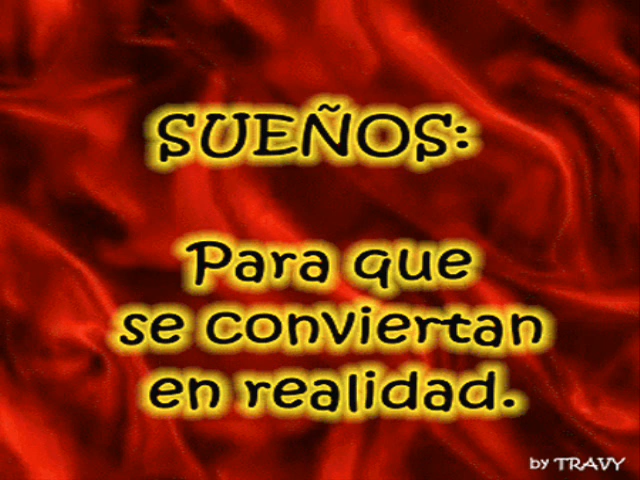 SUEÑOS:
Para que
se conviertan
en realidad.
by TRAVY